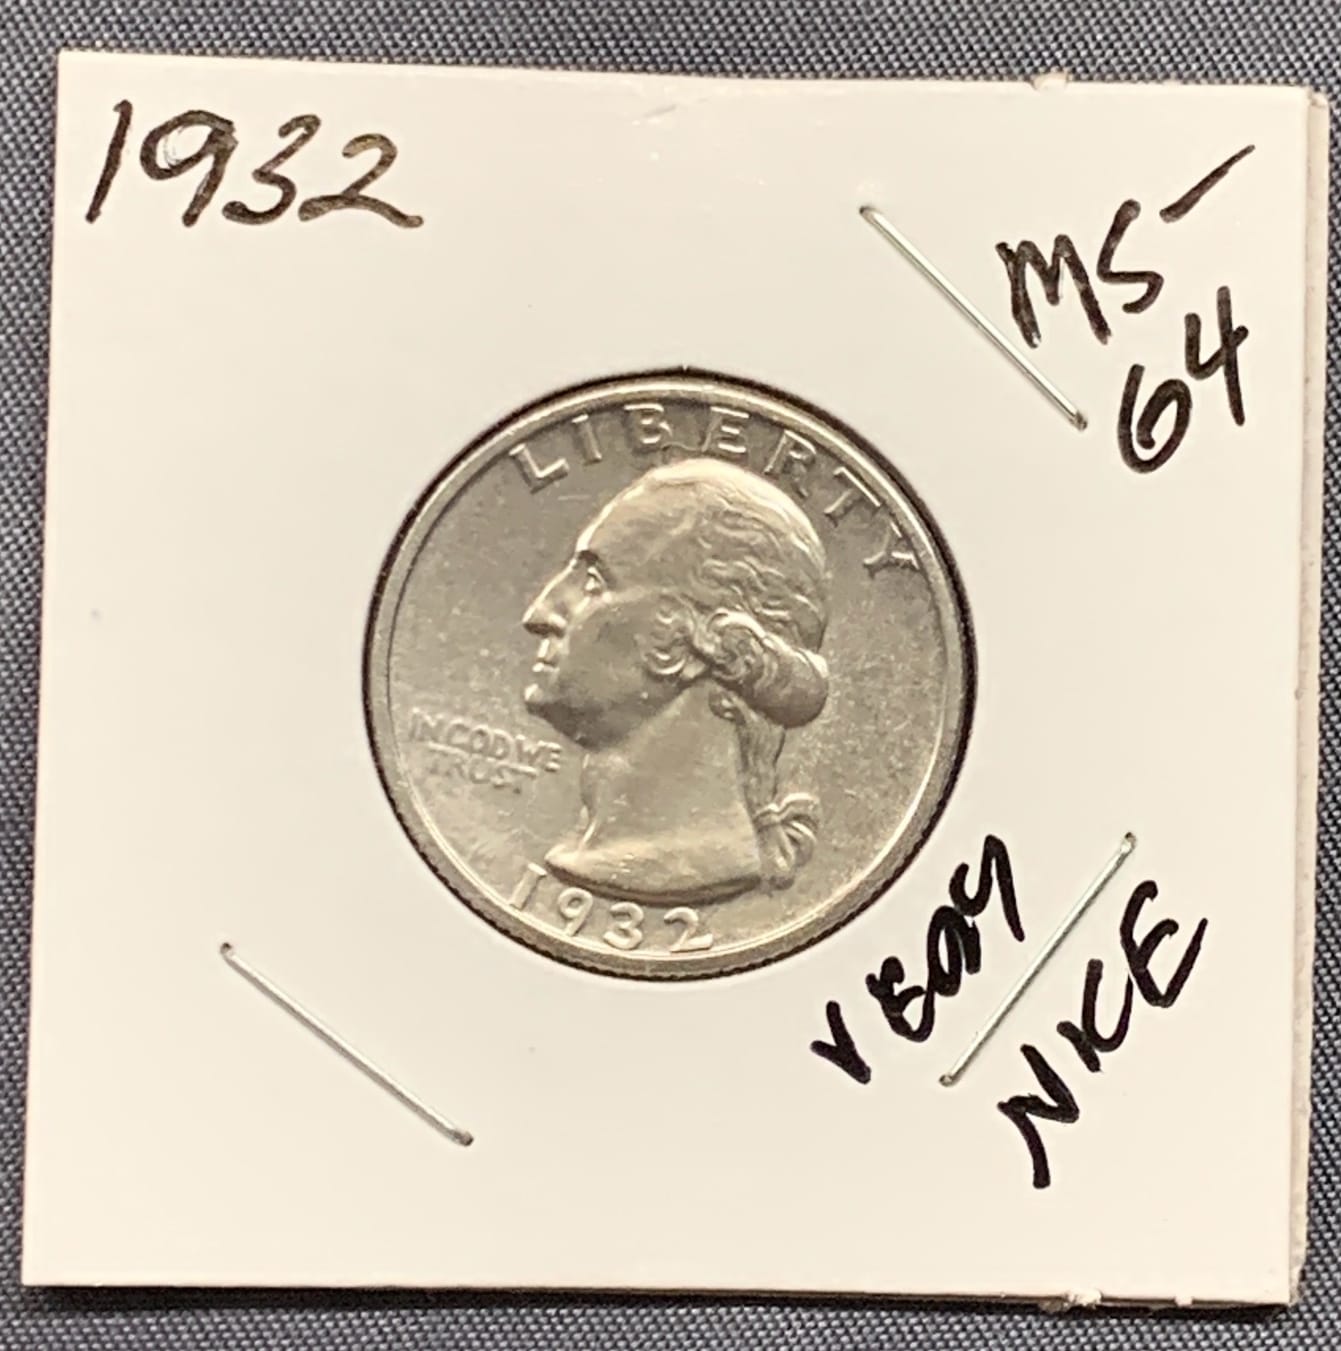 1932
MS-
64
LIBERTY
IN GOD WE
TRUST
1932
VERY
NICE